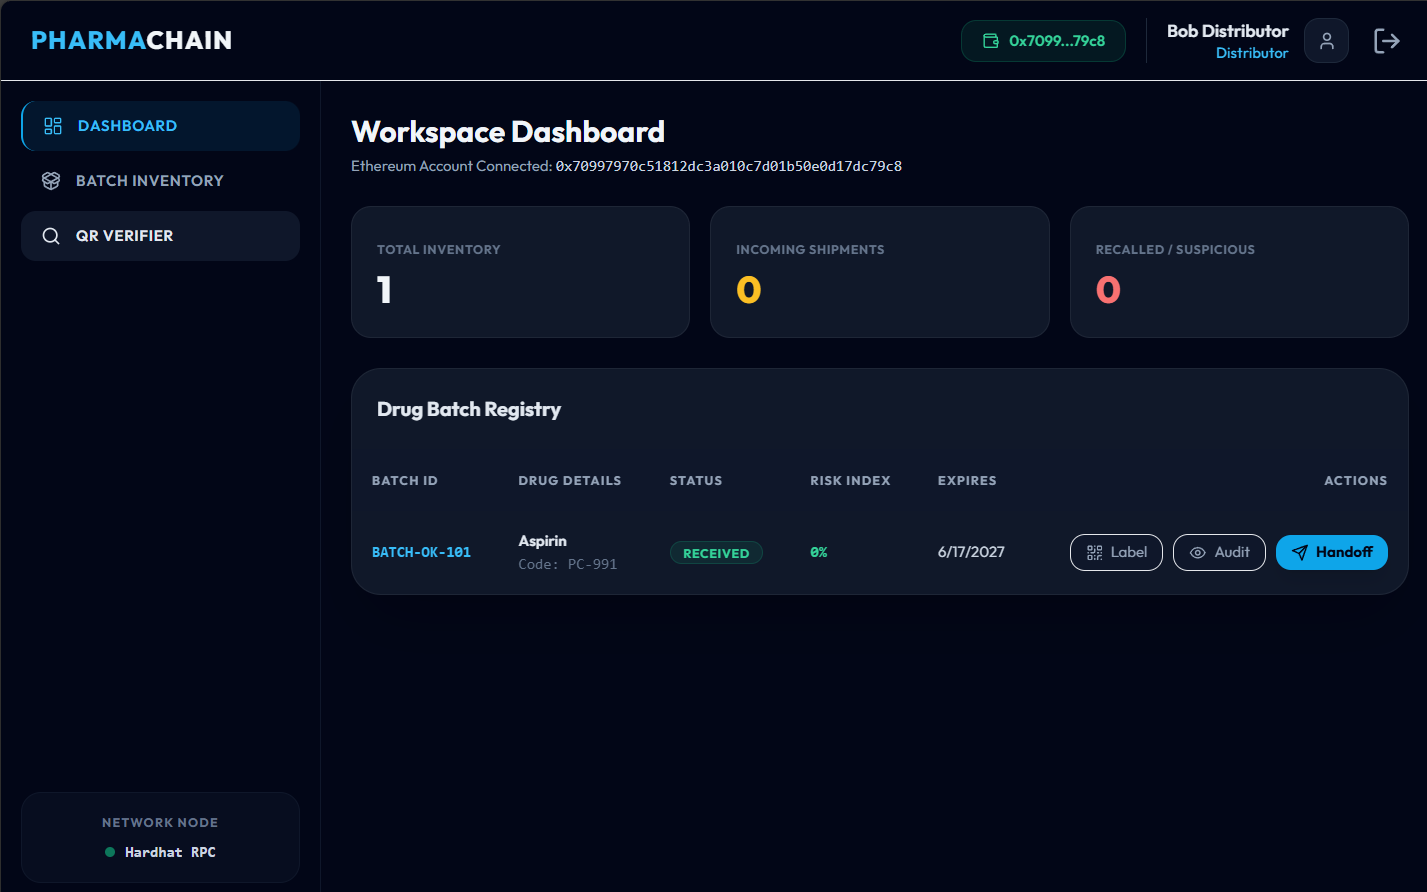 PHARMACHAIN
0x7099...79c8
Bob Distributor
Distributor
DASHBOARD
BATCH INVENTORY
QR VERIFIER
Workspace Dashboard
Ethereum Account Connected: 0x70997970c51812dc3a010c7d01b50e0d17dc79c8
TOTAL INVENTORY
1
INCOMING SHIPMENTS
0
RECALLED / SUSPICIOUS
0
Drug Batch Registry
BATCH ID DRUG DETAILS STATUS RISK INDEX EXPIRES ACTIONS
BATCH-OK-101 Aspirin RECEIVED 0% 6/17/2027 Label Audit Handoff
Code: PC-991
NETWORK NODE
Hardhat RPC